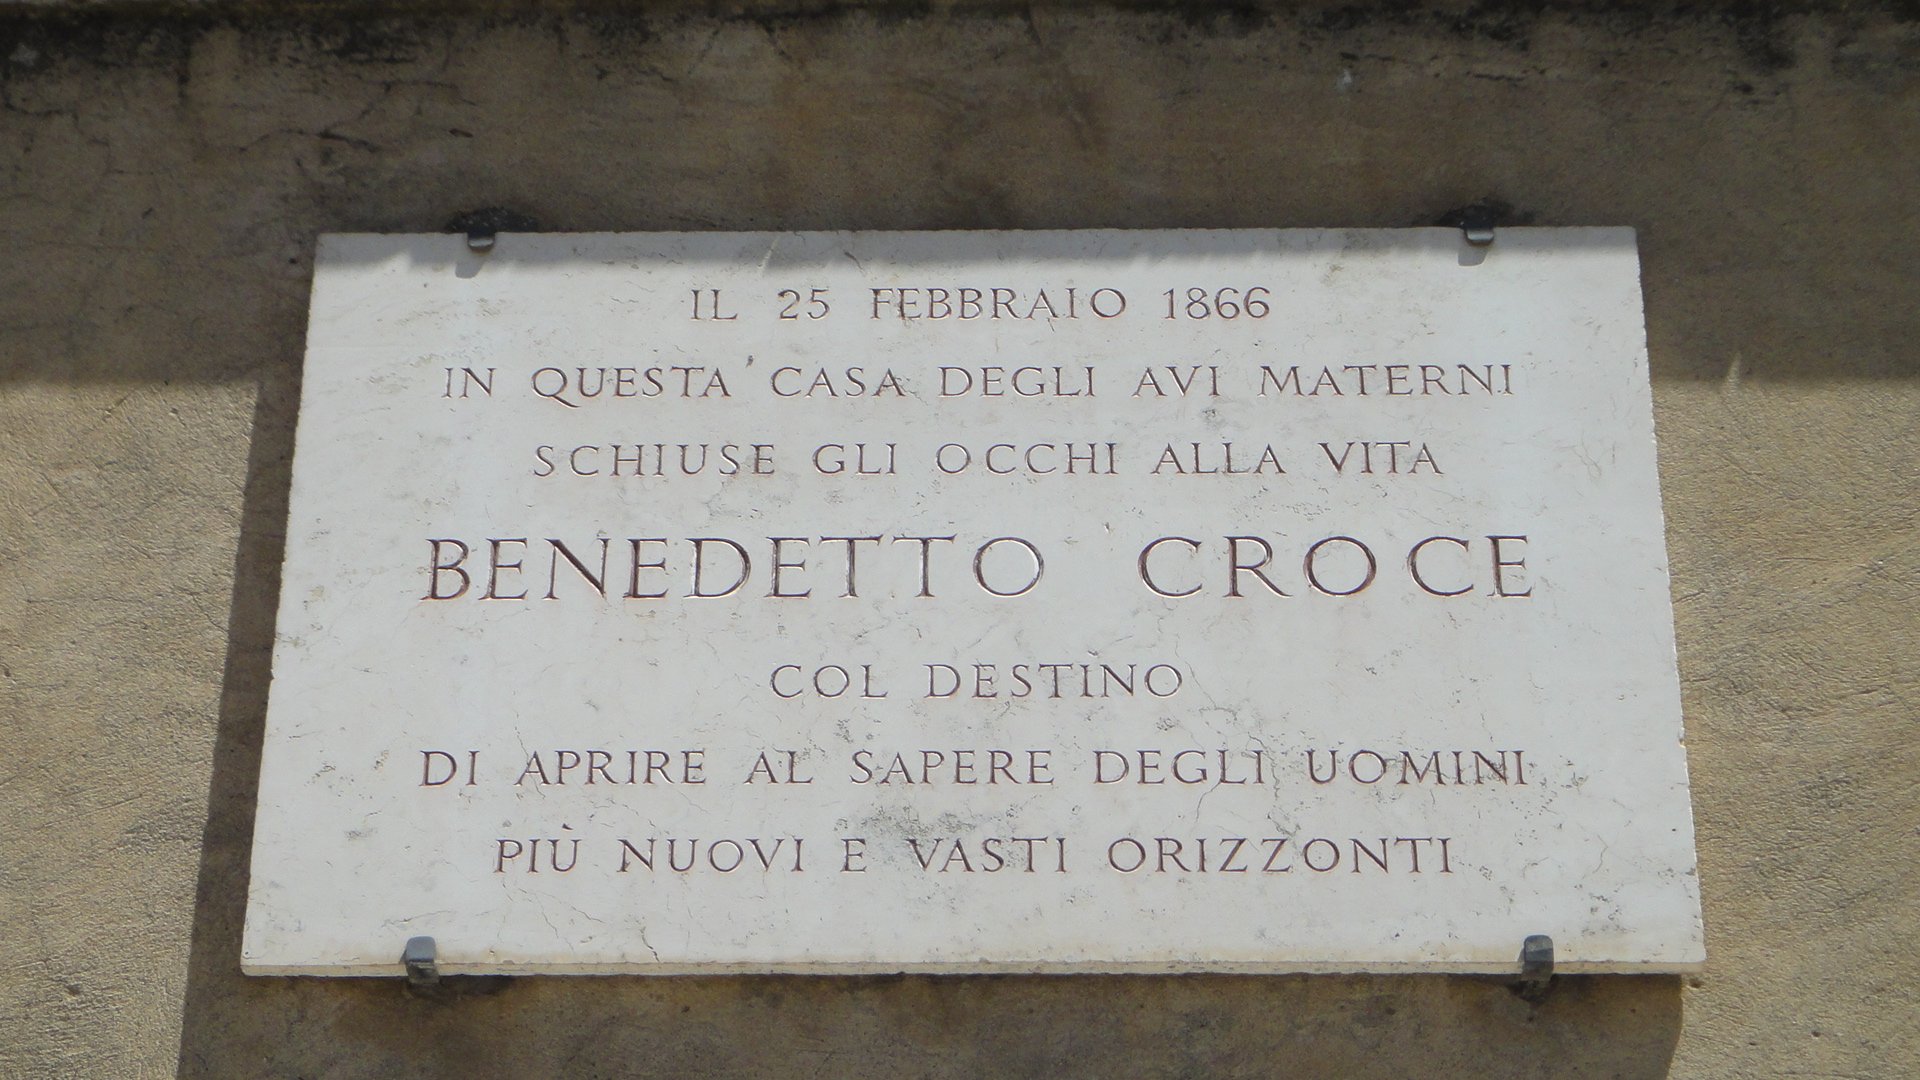 IL 25 FEBBRAIO 1866
IN QUESTA CASA DEGLI AVI MATERNI
SCHIUSE GLI OCCHI ALLA VITA
BENEDETTO CROCE
COL DESTINO
DI APRIRE AL SAPERE DEGLI UOMINI
PIÙ NUOVI E VASTI ORIZZONTI